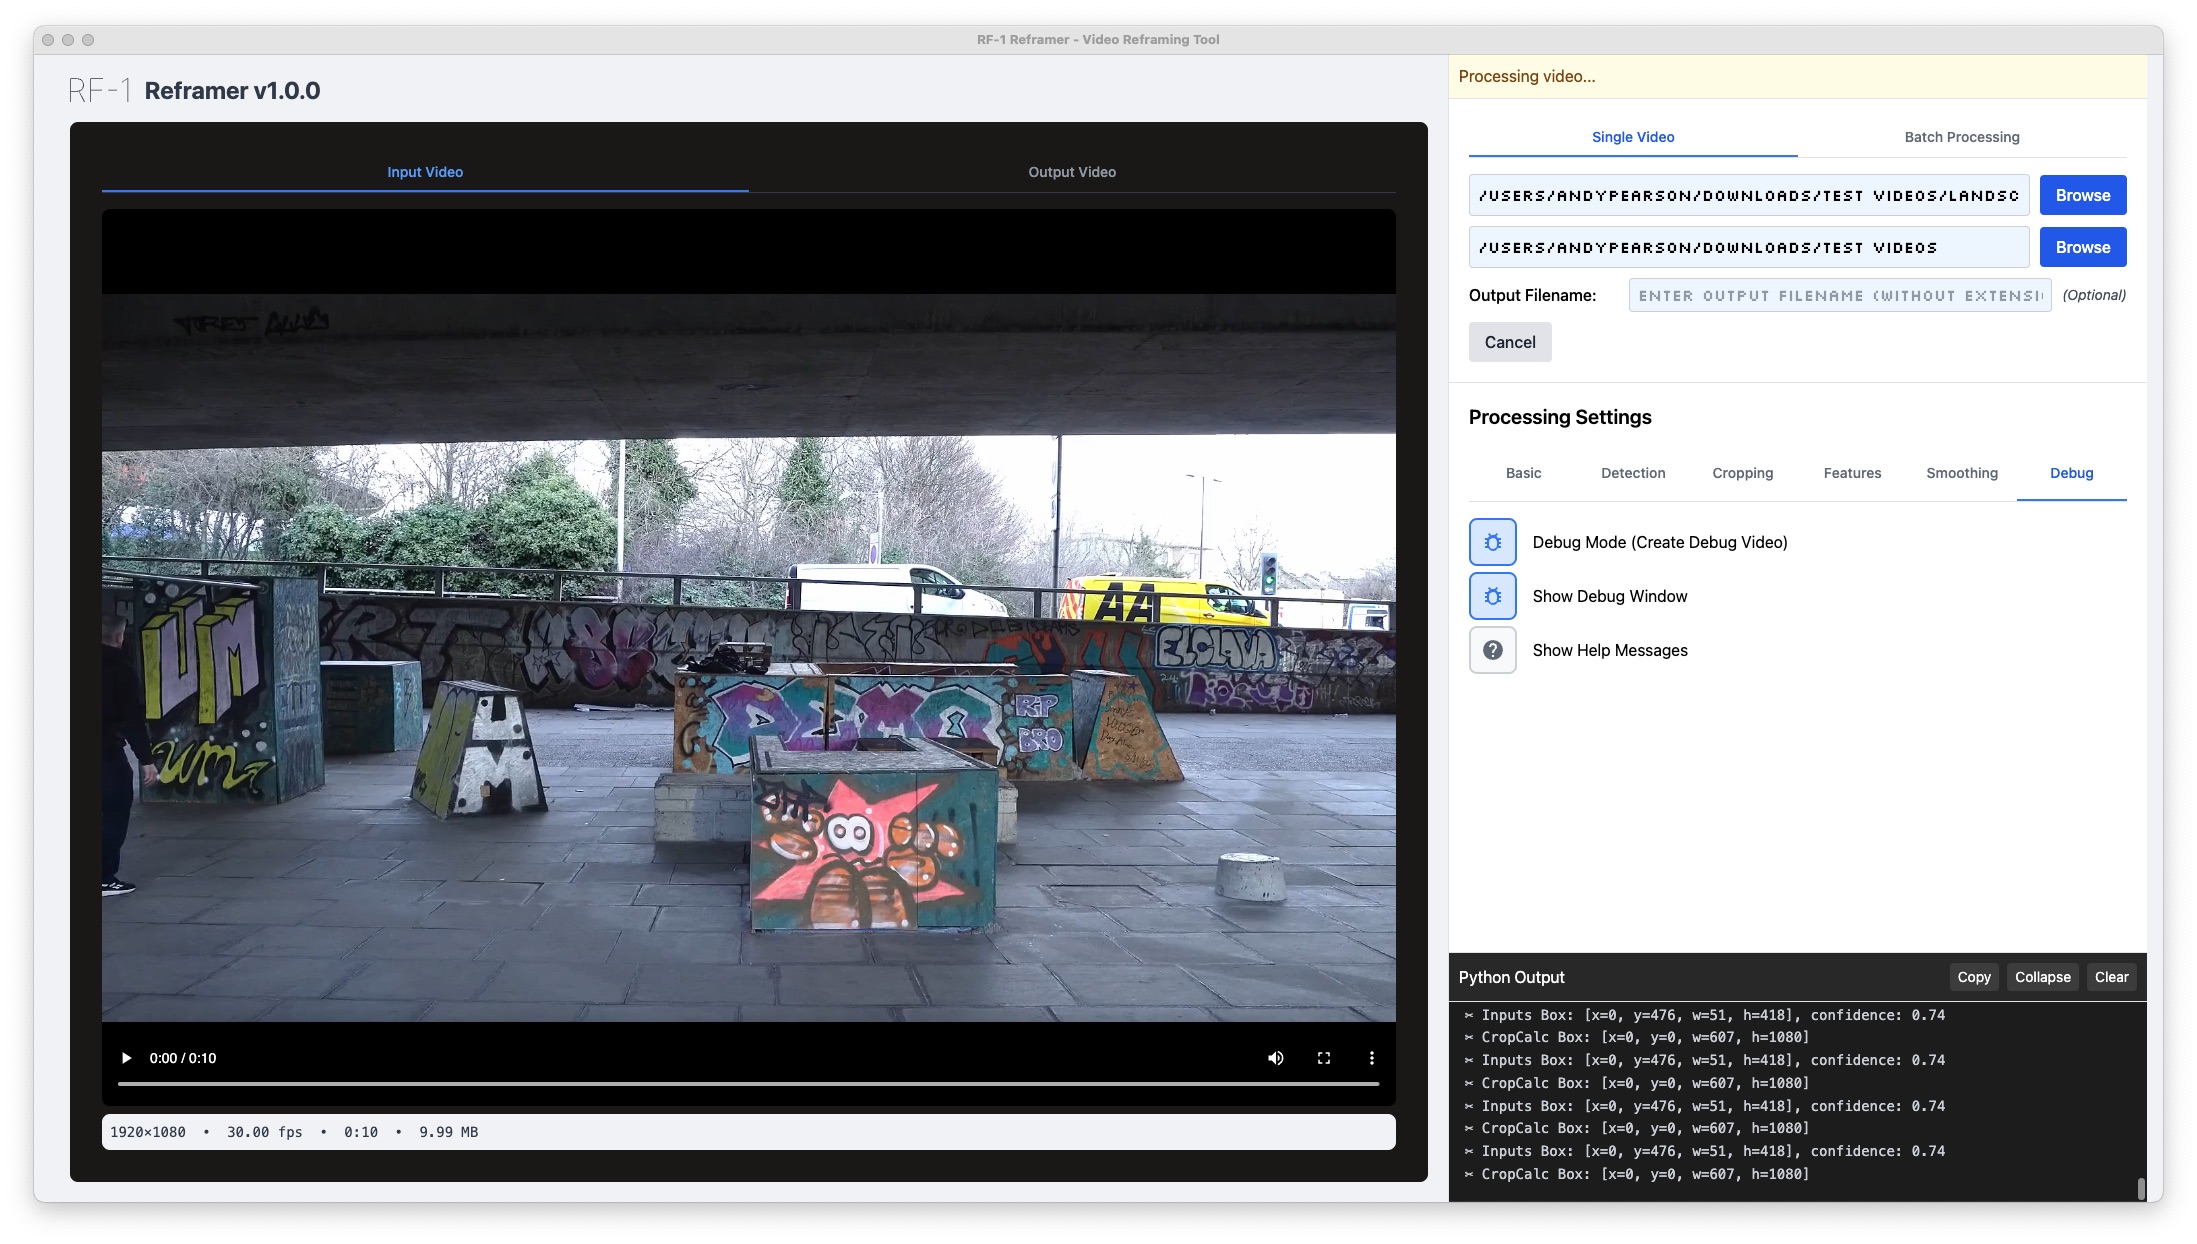 RF-1 Reframer - Video Reframing Tool
RF-1 Reframer v1.0.0
Input Video
Output Video
AA
ELCLAVA
RIP
BRO
UM
0:00 / 0:10
1920×1080 • 30.00 fps • 0:10 • 9.99 MB
Processing video...
Single Video
Batch Processing
/USERS/ANDYPEARSON/DOWNLOADS/TEST VIDEOS/LANDSC
Browse
/USERS/ANDYPEARSON/DOWNLOADS/TEST VIDEOS
Browse
Output Filename:
ENTER OUTPUT FILENAME (WITHOUT EXTENSI
(Optional)
Cancel
Processing Settings
Basic
Detection
Cropping
Features
Smoothing
Debug
Debug Mode (Create Debug Video)
Show Debug Window
Show Help Messages
Python Output
Copy
Collapse
Clear
✂ Inputs Box: [x=0, y=476, w=51, h=418], confidence: 0.74
✂ CropCalc Box: [x=0, y=0, w=607, h=1080]
✂ Inputs Box: [x=0, y=476, w=51, h=418], confidence: 0.74
✂ CropCalc Box: [x=0, y=0, w=607, h=1080]
✂ Inputs Box: [x=0, y=476, w=51, h=418], confidence: 0.74
✂ CropCalc Box: [x=0, y=0, w=607, h=1080]
✂ Inputs Box: [x=0, y=476, w=51, h=418], confidence: 0.74
✂ CropCalc Box: [x=0, y=0, w=607, h=1080]